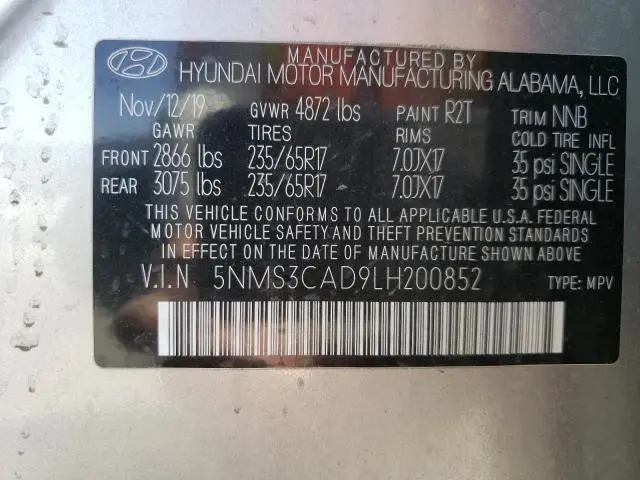 MANUFACTURED BY
HYUNDAI MOTOR MANUFACTURING ALABAMA, LLC
Nov/12/19 GVWR 4872 lbs PAINT R2T TRIM NNB
GAWR TIRES RIMS COLD TIRE INFL
FRONT 2866 lbs 235/65R17 7.0JX17 35 psi SINGLE
REAR 3075 lbs 235/65R17 7.0JX17 35 psi SINGLE
THIS VEHICLE CONFORMS TO ALL APPLICABLE U.S.A. FEDERAL
MOTOR VEHICLE SAFETY AND THEFT PREVENTION STANDARDS
IN EFFECT ON THE DATE OF MANUFACTURE SHOWN ABOVE
V.I.N 5NMS3CAD9LH200852 TYPE: MPV